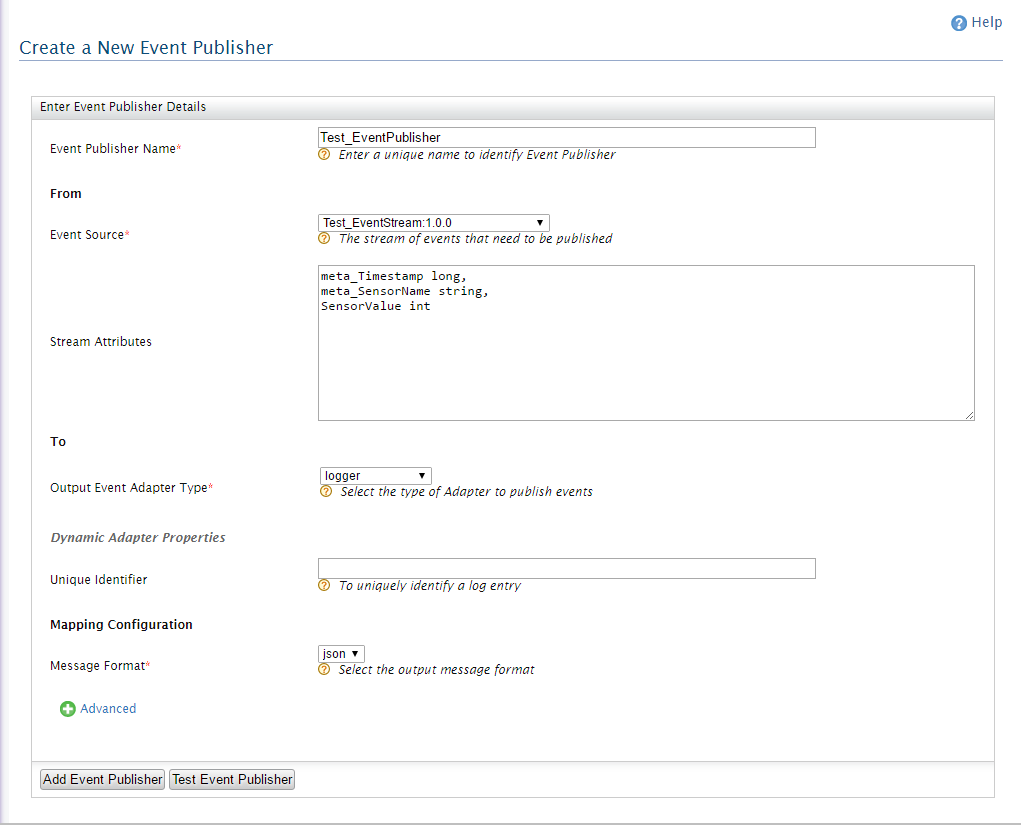 Help
Create a New Event Publisher
Enter Event Publisher Details
Event Publisher Name*
Test_EventPublisher
Enter a unique name to identify Event Publisher
From
Event Source*
Test_EventStream:1.0.0
The stream of events that need to be published
Stream Attributes
meta_Timestamp long,
meta_SensorName string,
SensorValue int
To
Output Event Adapter Type*
logger
Select the type of Adapter to publish events
Dynamic Adapter Properties
Unique Identifier
To uniquely identify a log entry
Mapping Configuration
Message Format*
json
Select the output message format
Advanced
Add Event Publisher Test Event Publisher